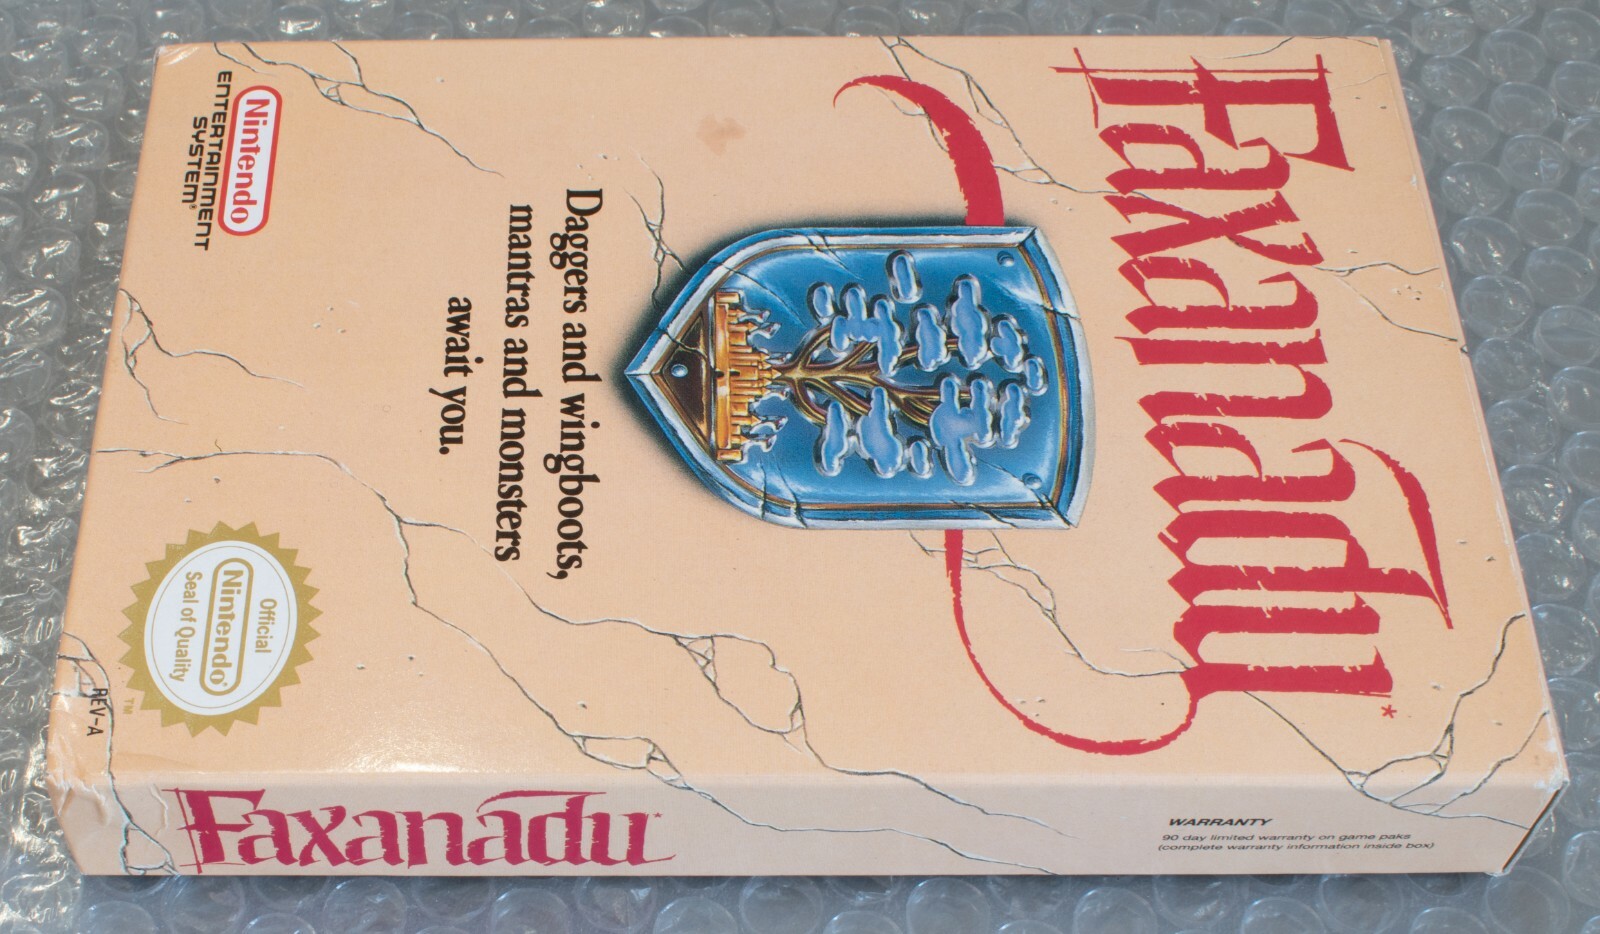 Faxanadu*
Daggers and wingboots,
mantras and monsters
await you.
Nintendo
ENTERTAINMENT
SYSTEM®
Official
Nintendo®
Seal of Quality
TM
REV-A
Faxanadu*
WARRANTY
90 day limited warranty on game paks
(complete warranty information inside box)